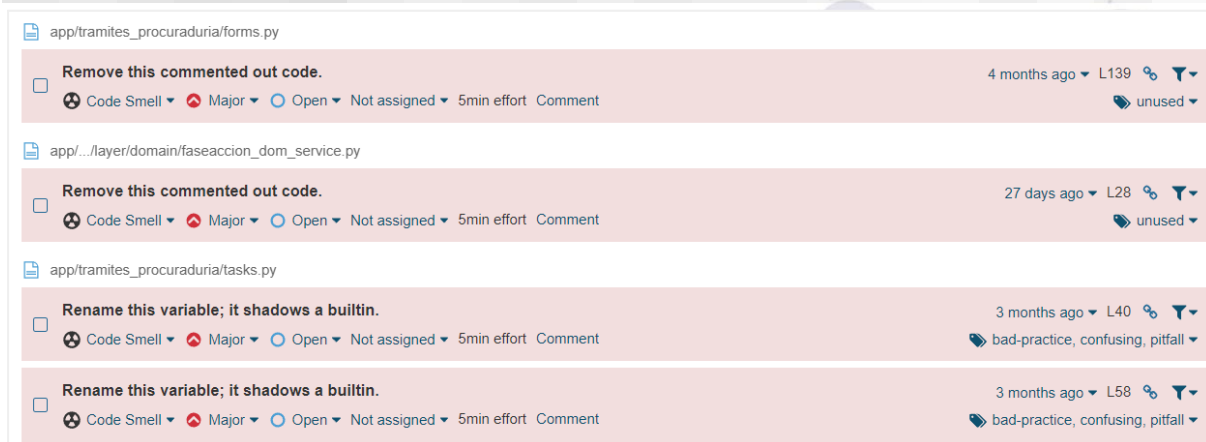 app/tramites_procuraduria/forms.py
Remove this commented out code. 4 months ago L139
Code Smell Major Open Not assigned 5min effort Comment unused
app/.../layer/domain/faseaccion_dom_service.py
Remove this commented out code. 27 days ago L28
Code Smell Major Open Not assigned 5min effort Comment unused
app/tramites_procuraduria/tasks.py
Rename this variable; it shadows a builtin. 3 months ago L40
Code Smell Major Open Not assigned 5min effort Comment bad-practice, confusing, pitfall
Rename this variable; it shadows a builtin. 3 months ago L58
Code Smell Major Open Not assigned 5min effort Comment bad-practice, confusing, pitfall